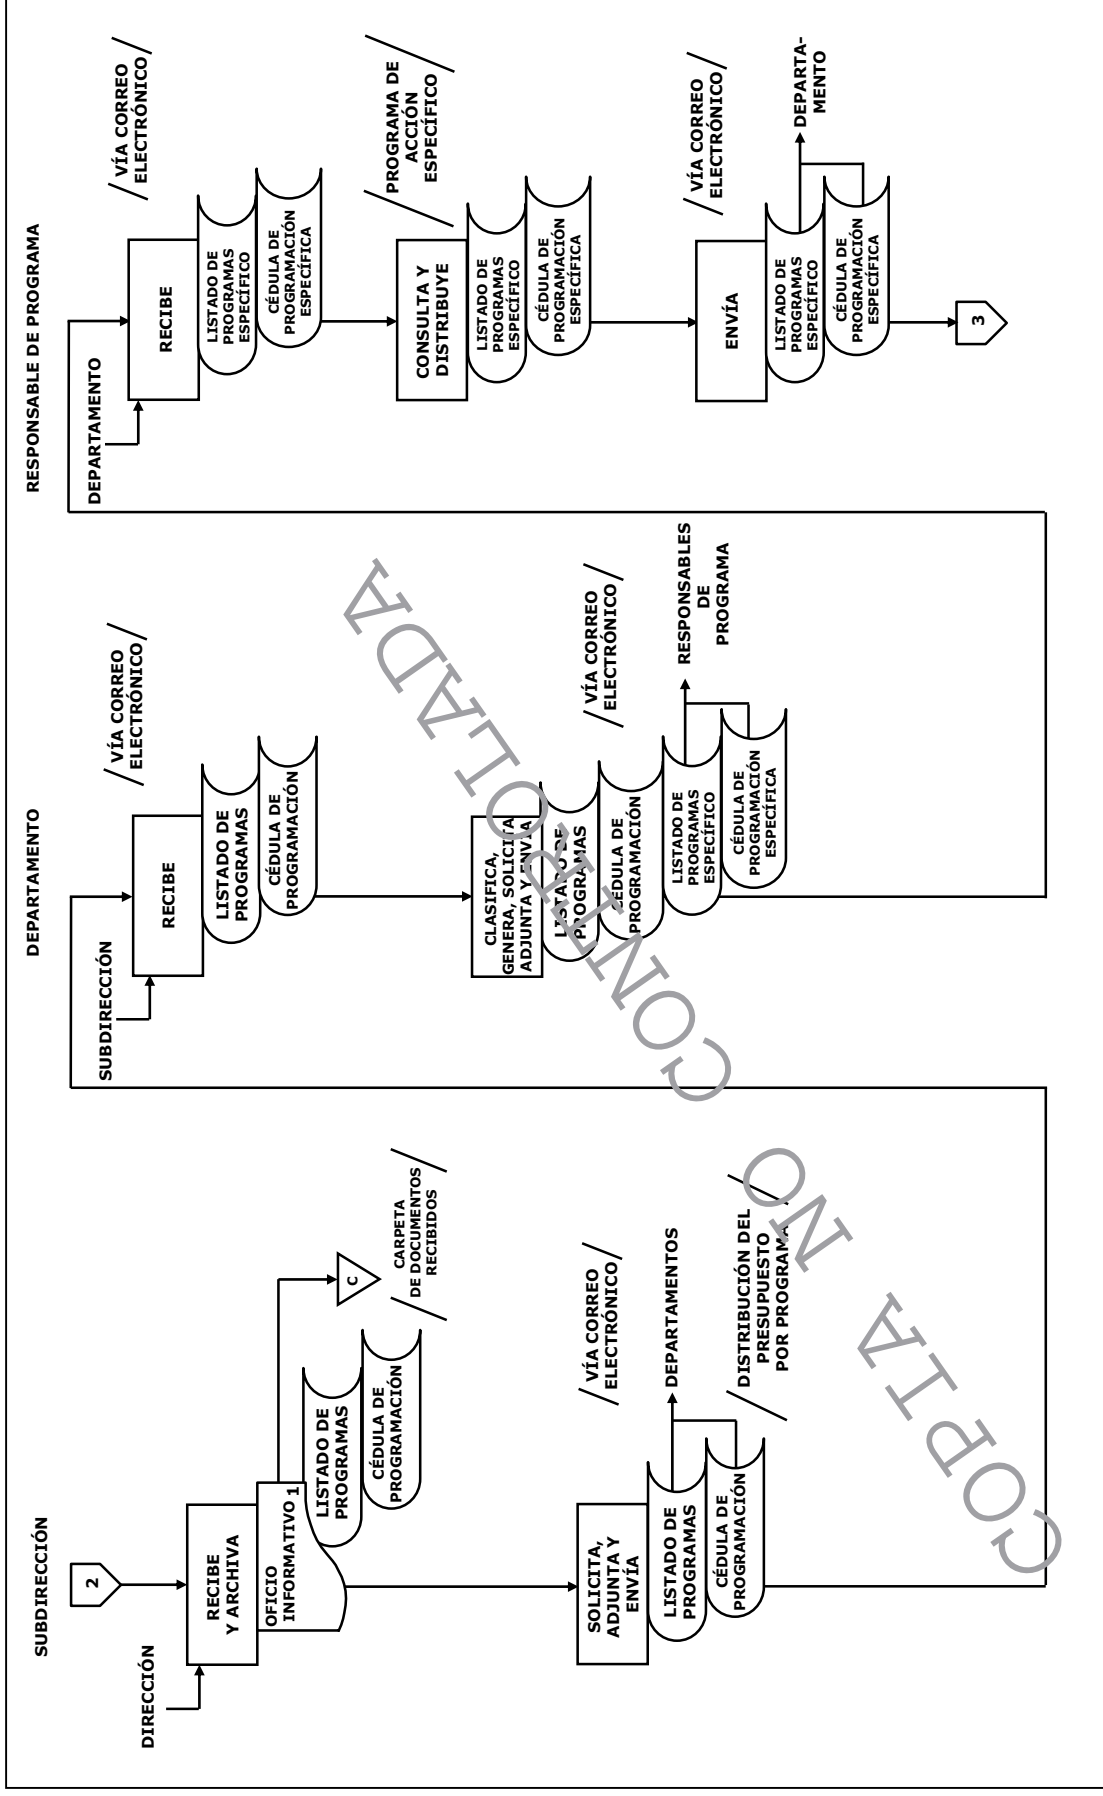 SUBDIRECCIÓN
2
DIRECCIÓN
RECIBE
Y ARCHIVA
OFICIO
INFORMATIVO 1
LISTADO DE
PROGRAMAS
CÉDULA DE
PROGRAMACIÓN
C
CARPETA
DE DOCUMENTOS
RECIBIDOS
SOLICITA,
ADJUNTA Y
ENVÍA
LISTADO DE
PROGRAMAS
CÉDULA DE
PROGRAMACIÓN
VÍA CORREO
ELECTRÓNICO
DEPARTAMENTOS
DISTRIBUCIÓN DEL
PRESUPUESTO
POR PROGRAMA
DEPARTAMENTO
SUBDIRECCIÓN
RECIBE
VÍA CORREO
ELECTRÓNICO
LISTADO DE
PROGRAMAS
CÉDULA DE
PROGRAMACIÓN
CLASIFICA,
GENERA, SOLICITA
ADJUNTA Y ENVÍA
LISTADO DE
PROGRAMAS
CÉDULA DE
PROGRAMACIÓN
LISTADO DE
PROGRAMAS
ESPECÍFICO
CÉDULA DE
PROGRAMACIÓN
ESPECÍFICA
VÍA CORREO
ELECTRÓNICO
RESPONSABLES
DE
PROGRAMA
RESPONSABLE DE PROGRAMA
DEPARTAMENTO
RECIBE
VÍA CORREO
ELECTRÓNICO
LISTADO DE
PROGRAMAS
ESPECÍFICO
CÉDULA DE
PROGRAMACIÓN
ESPECÍFICA
CONSULTA Y
DISTRIBUYE
PROGRAMA DE
ACCIÓN
ESPECÍFICO
LISTADO DE
PROGRAMAS
ESPECÍFICO
CÉDULA DE
PROGRAMACIÓN
ESPECÍFICA
ENVÍA
VÍA CORREO
ELECTRÓNICO
LISTADO DE
PROGRAMAS
ESPECÍFICO
CÉDULA DE
PROGRAMACIÓN
ESPECÍFICA
DEPARTA-
MENTO
3
COPIA NO CONTROLADA